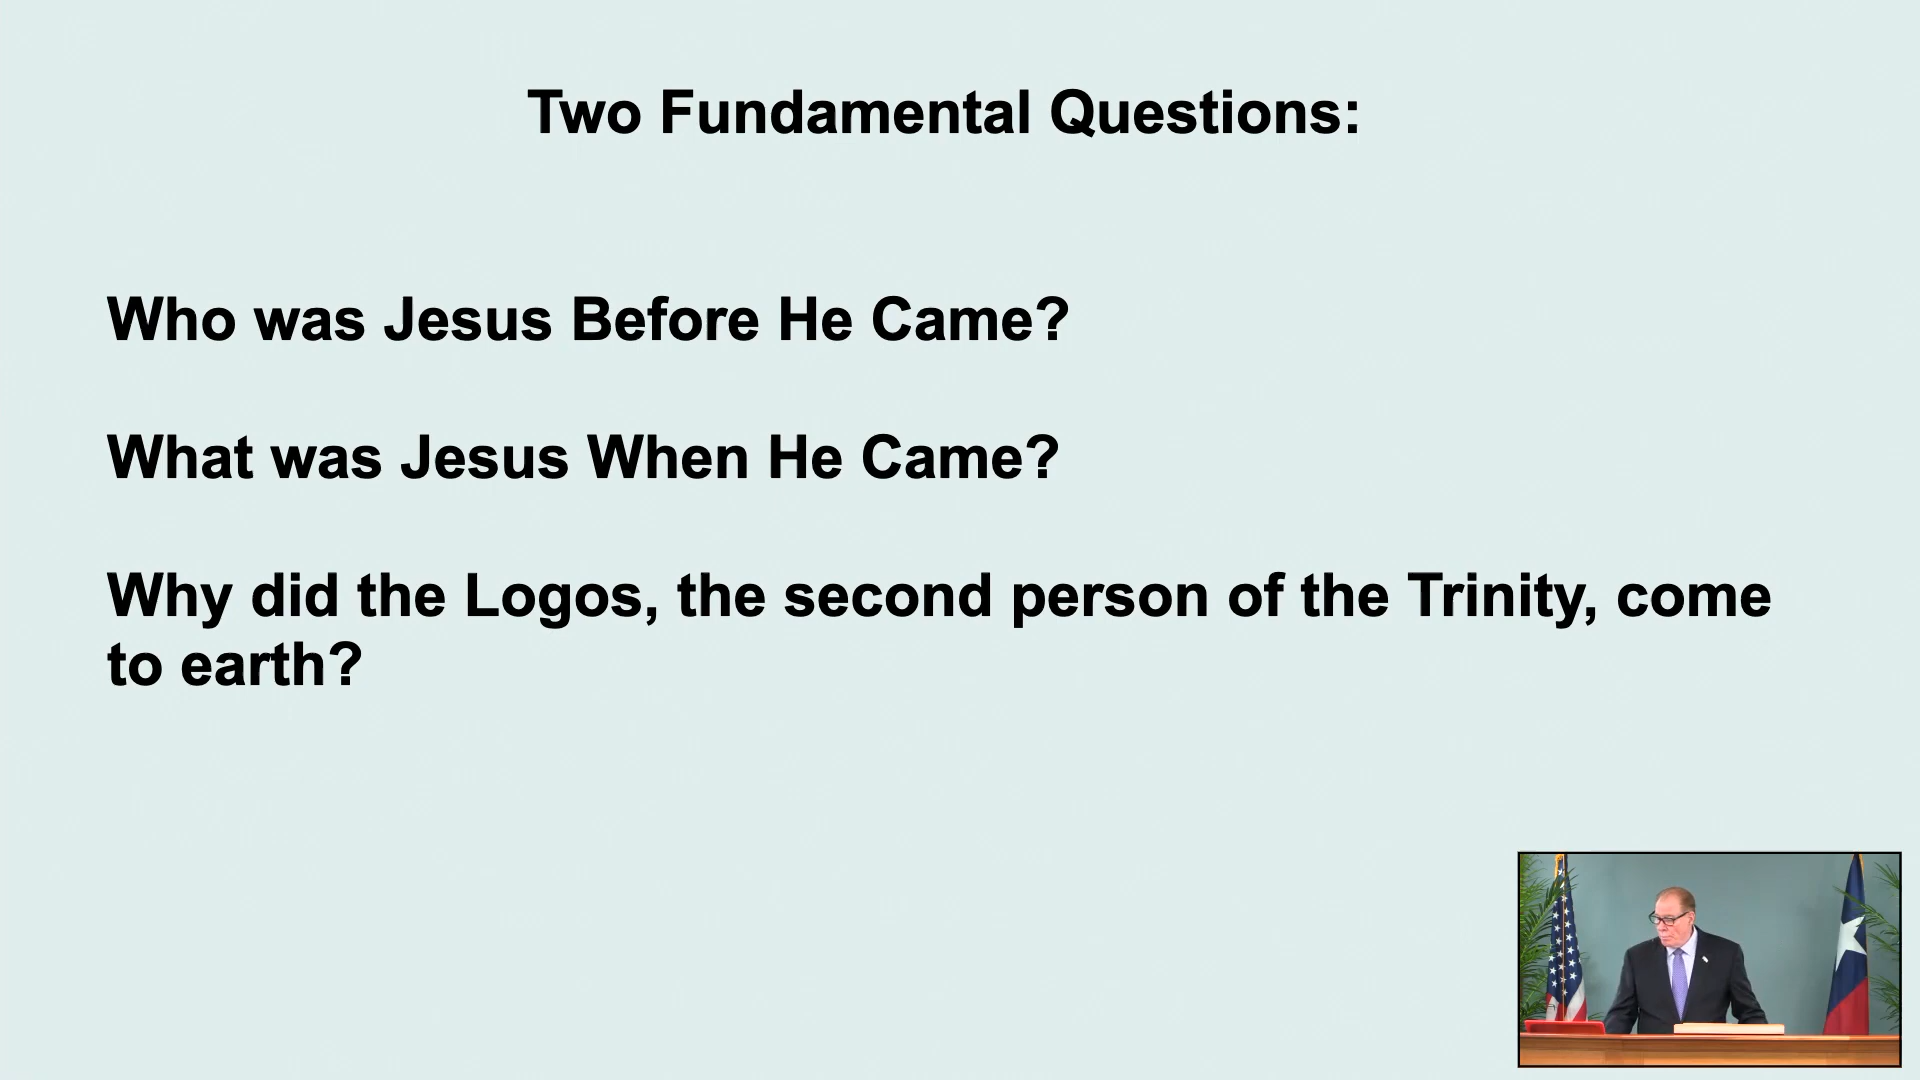 Two Fundamental Questions:
Who was Jesus Before He Came?
What was Jesus When He Came?
Why did the Logos, the second person of the Trinity, come
to earth?